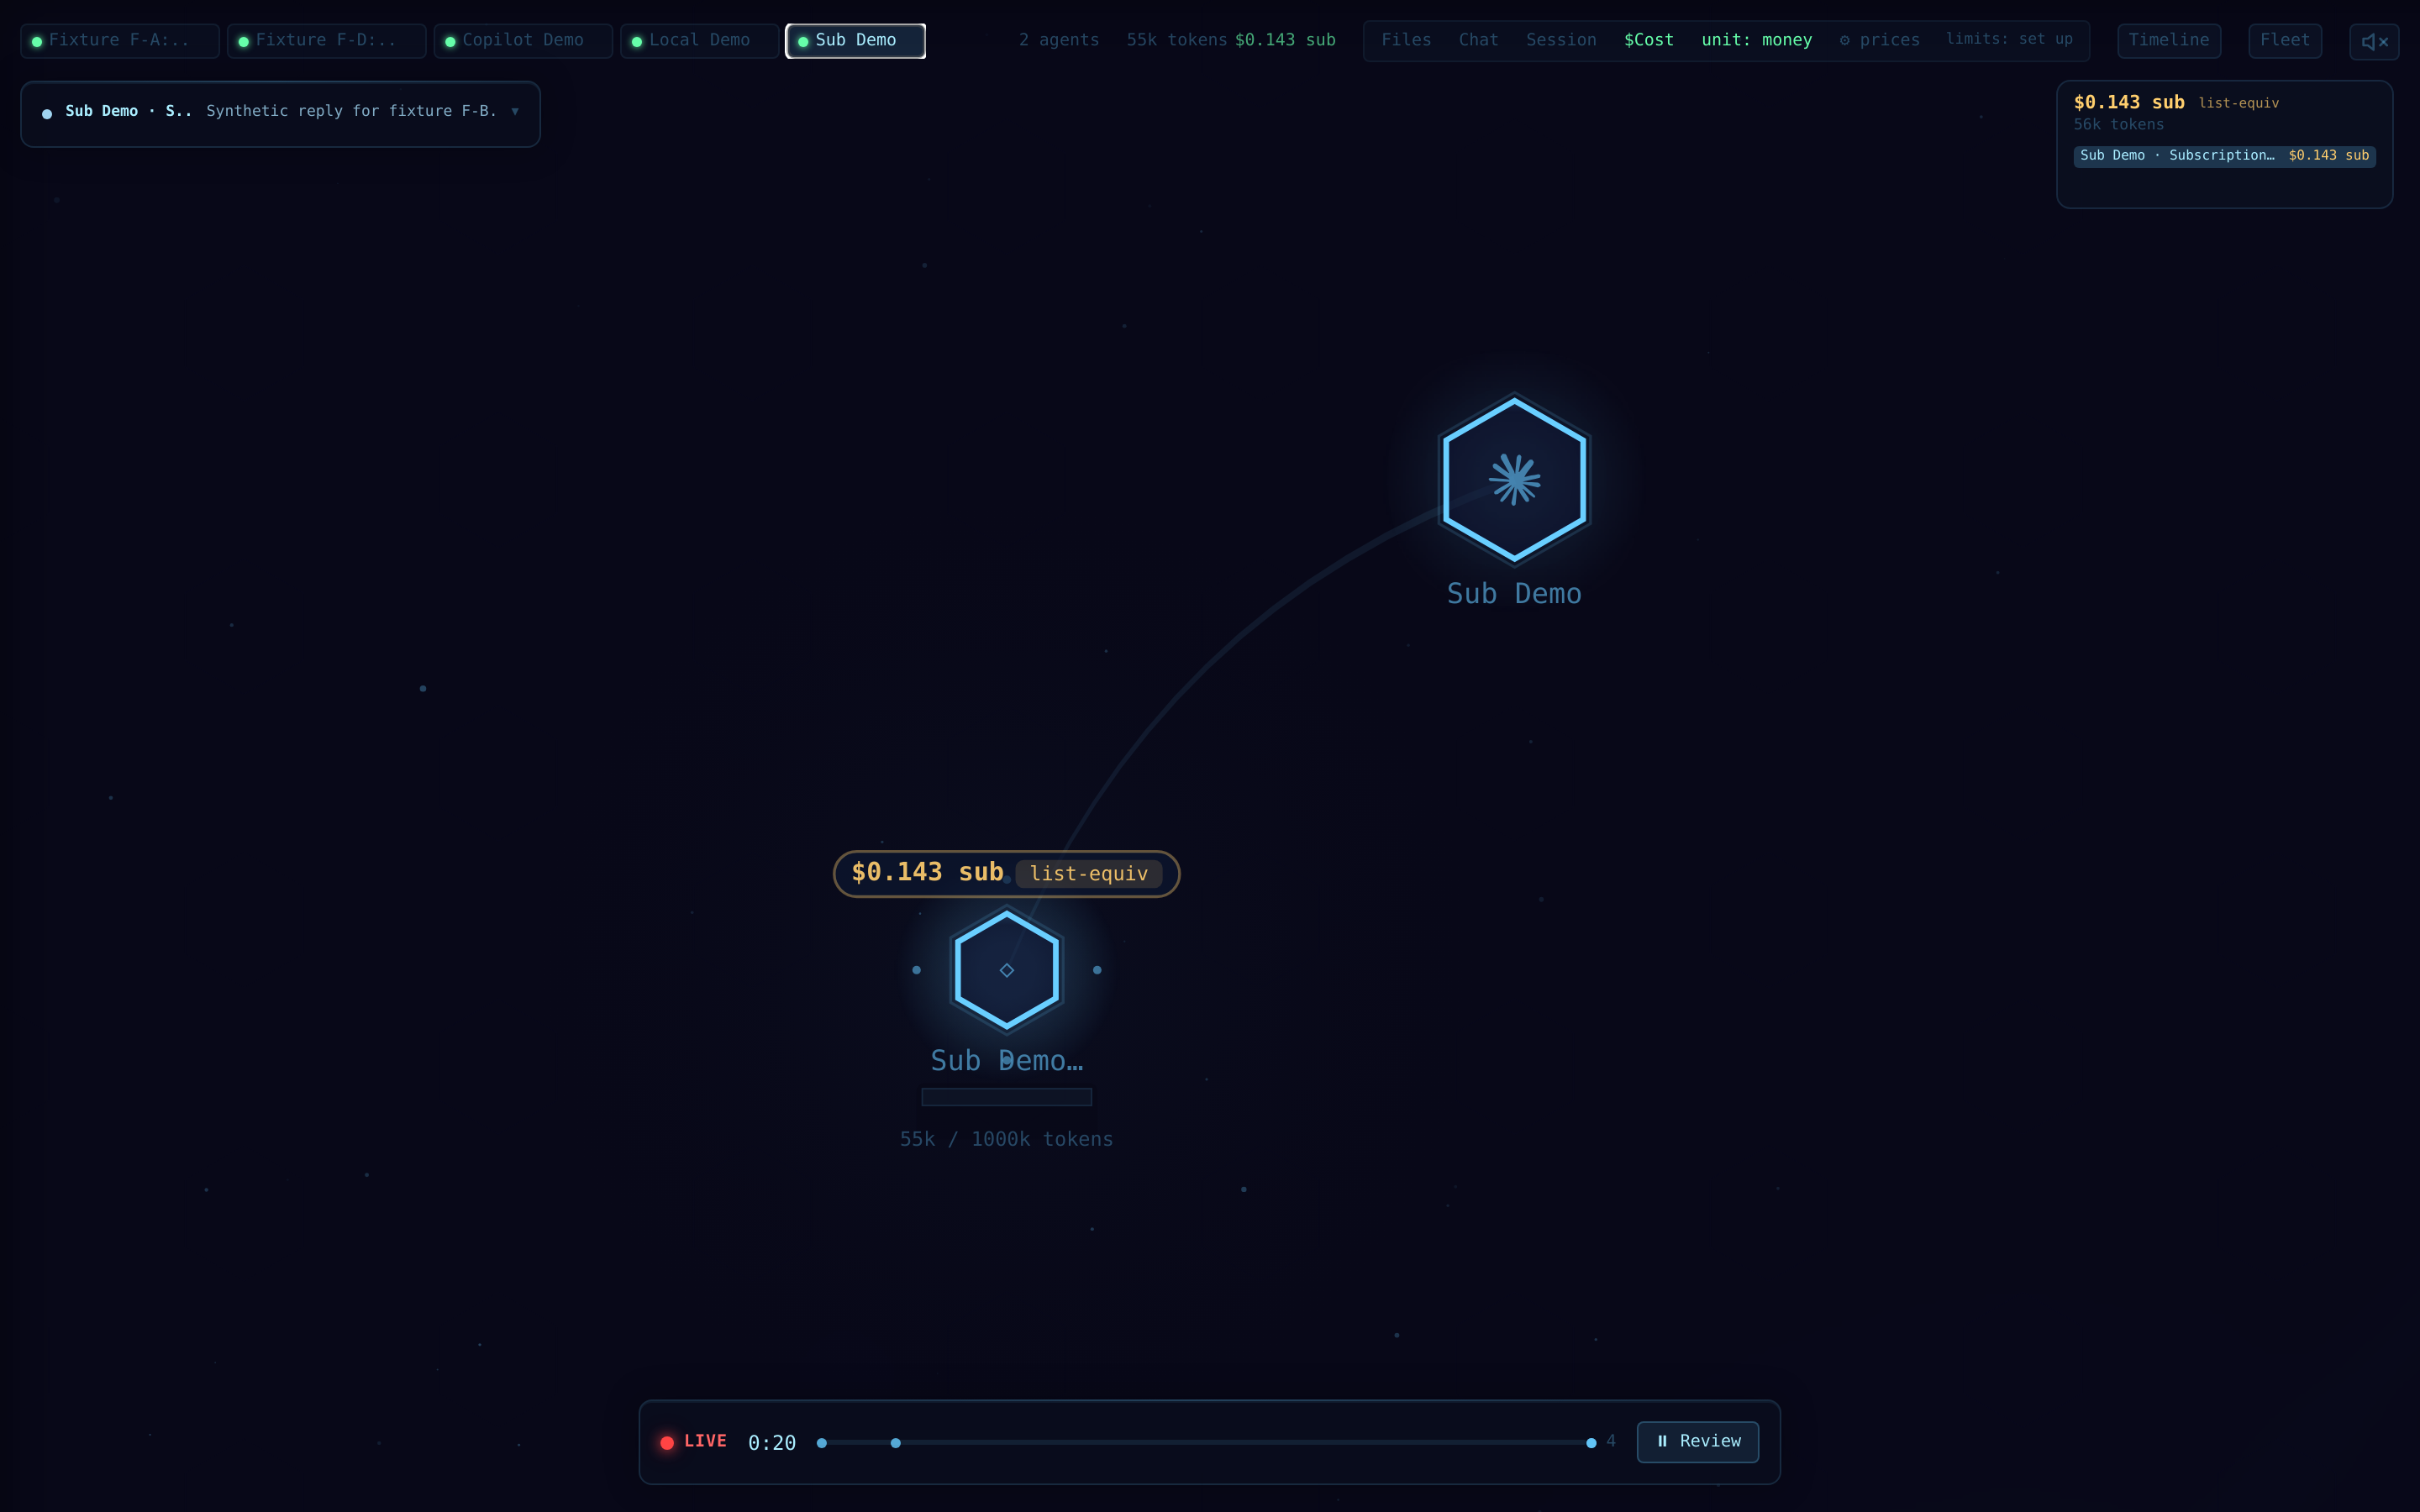 Fixture F-A:.. Fixture F-D:.. Copilot Demo Local Demo Sub Demo 2 agents 55k tokens $0.143 sub Files Chat Session $Cost unit: money ⚙ prices limits: set up Timeline Fleet
Sub Demo · S.. Synthetic reply for fixture F-B. ▼
$0.143 sub list-equiv
56k tokens
Sub Demo · Subscription… $0.143 sub
Sub Demo
$0.143 sub list-equiv
Sub Demo…
55k / 1000k tokens
LIVE 0:20 4 ⏸ Review